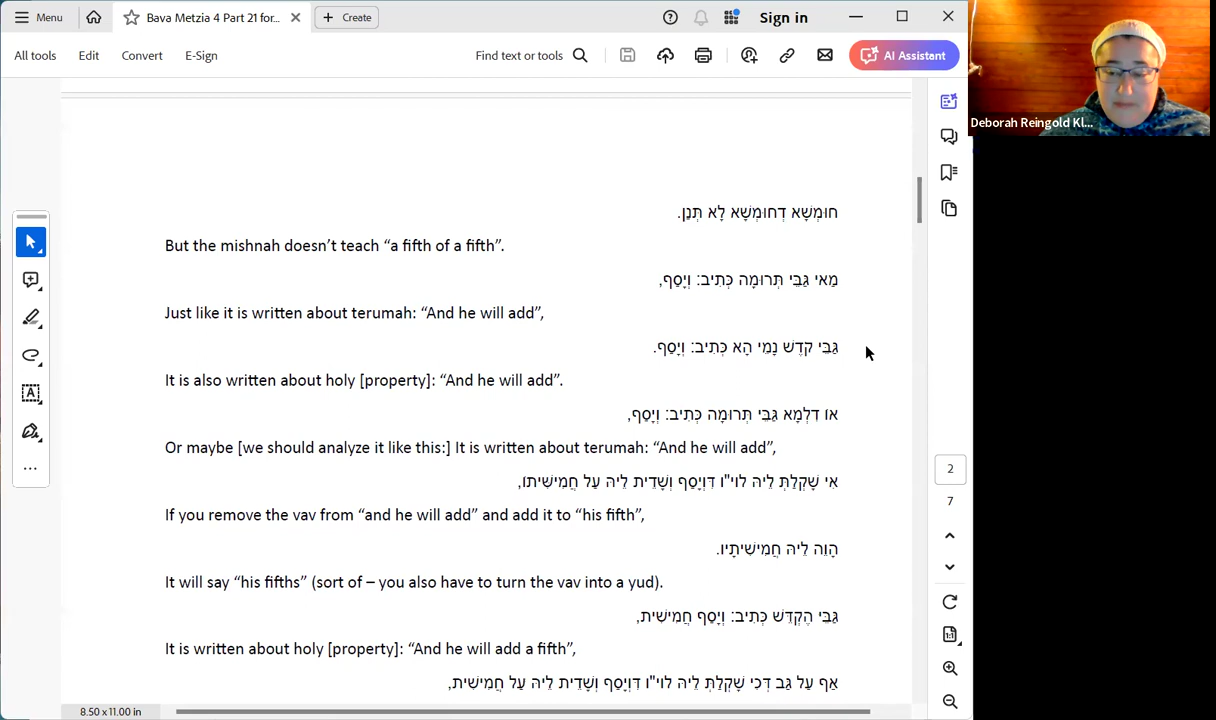 Menu
Bava Metzia 4 Part 21 for...
Create
Sign in
All tools
Edit
Convert
E-Sign
Find text or tools
AI Assistant
Deborah Reingold Kl...
חוּמְשָׁא דְחוּמְשָׁא לָא תְּנַן.
But the mishnah doesn’t teach “a fifth of a fifth”.
מַאי גַּבֵּי תְּרוּמָה כְּתִיב: וְיָסַף,
Just like it is written about terumah: “And he will add”,
גַּבֵּי קֹדֶשׁ נָמֵי הָא כְּתִיב: וְיָסַף.
It is also written about holy [property]: “And he will add”.
אוֹ דִלְמָא גַּבֵּי תְּרוּמָה כְּתִיב: וְיָסַף,
Or maybe [we should analyze it like this:] It is written about terumah: “And he will add”,
אִי שָׁקְלַתְּ לֵיהּ לְוי"ו דִּוְיָסַף וְשָׁדֵית לֵיהּ עַל חֲמִישִׁיתוֹ,
If you remove the vav from “and he will add” and add it to “his fifth”,
הָוֵה לֵיהּ חֲמִישִׁיתָיו.
It will say “his fifths” (sort of – you also have to turn the vav into a yud).
גַּבֵּי הֶקְדֵּשׁ כְּתִיב: וְיָסַף חֲמִישִׁית,
It is written about holy [property]: “And he will add a fifth”,
אַף עַל גַּב דְּכִי שָׁקְלַתְּ לֵיהּ לְוי"ו דִּוְיָסַף וְשָׁדֵית לֵיהּ עַל חֲמִישִׁית,
2
7
8.50 x 11.00 in